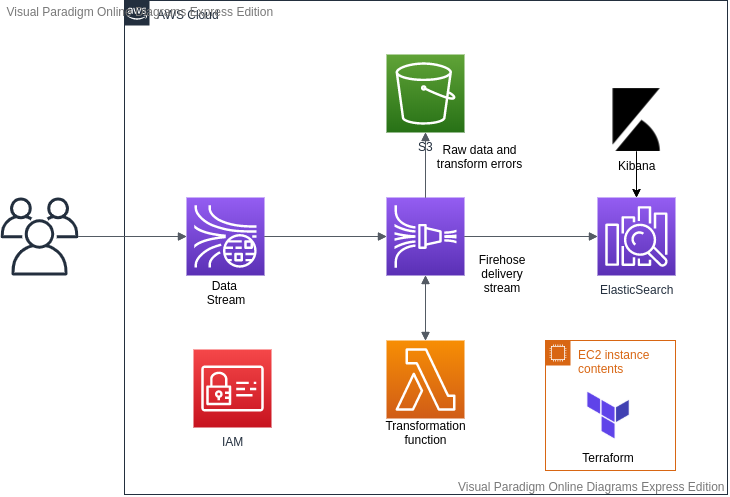 Visual Paradigm Online Diagrams Express Edition
aws
AWS Cloud
S3
Raw data and
transform errors
Kibana
Data
Stream
Firehose
delivery
stream
ElasticSearch
IAM
Transformation
function
EC2 instance
contents
Terraform
Visual Paradigm Online Diagrams Express Edition